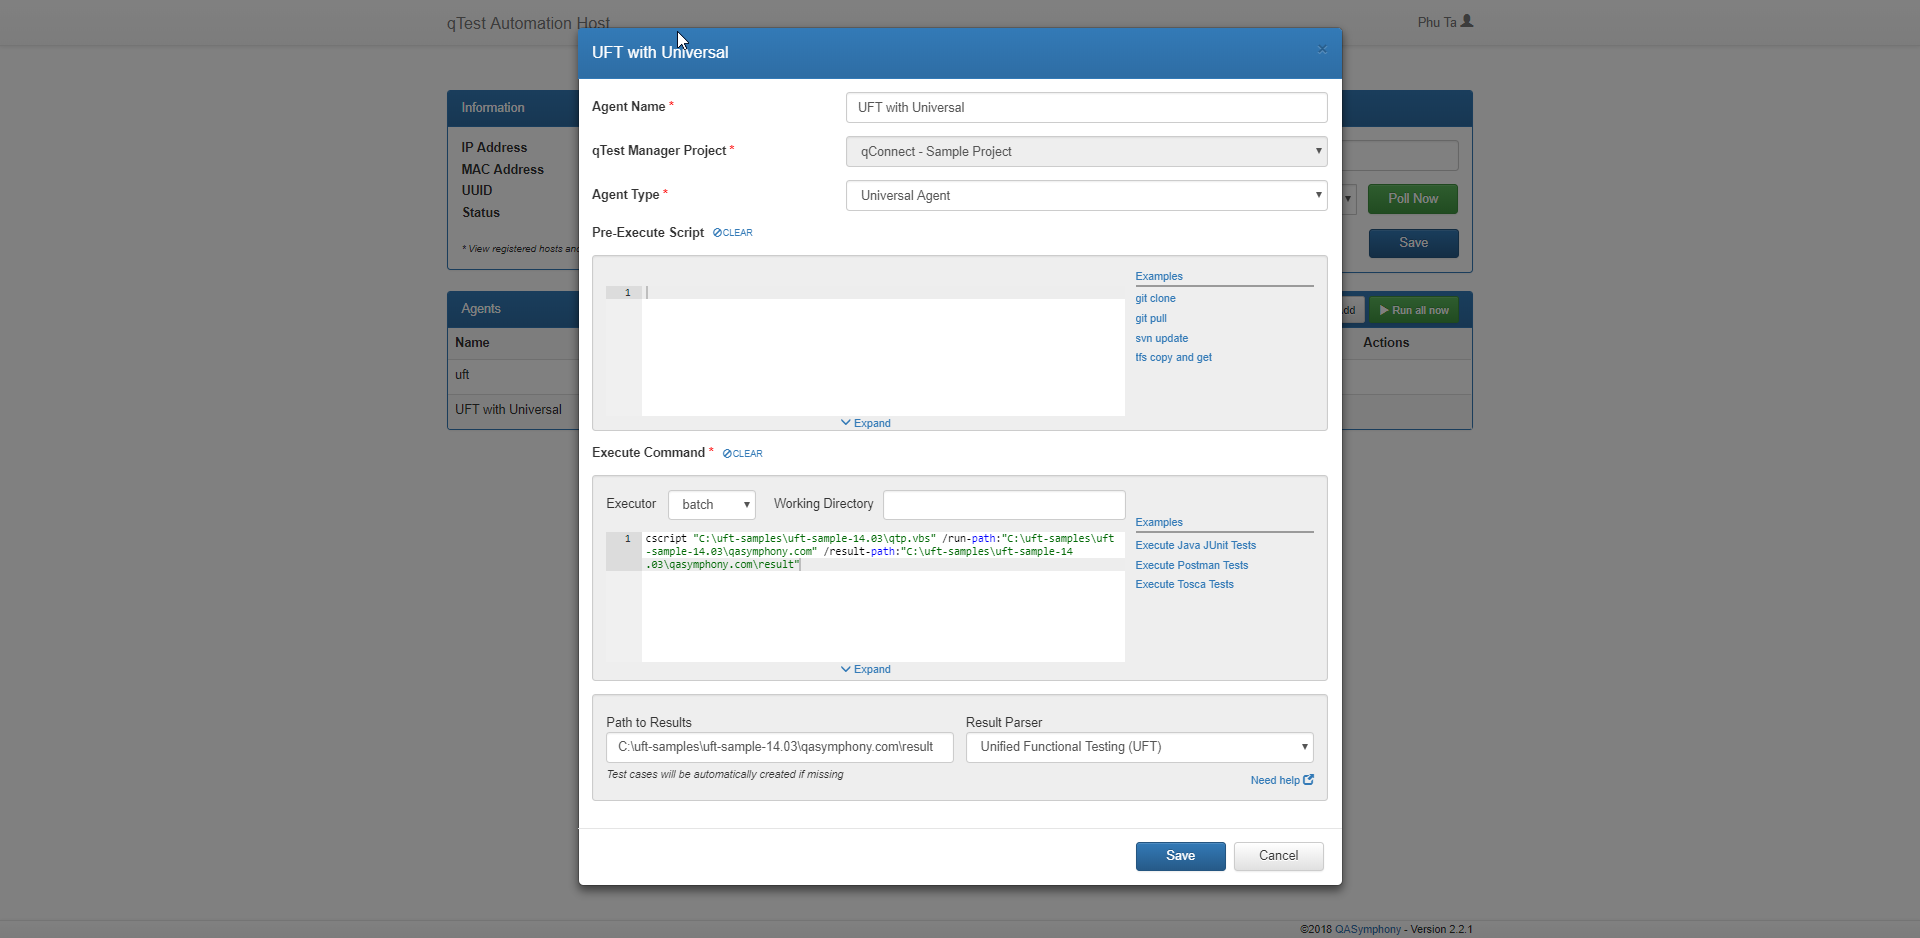 qTest Automation Host
Phu Ta
UFT with Universal
×
Information
IP Address
MAC Address
UUID
Status
* View registered hosts and
Poll Now
Save
Agents
dd
Run all now
Name
Actions
uft
UFT with Universal
Agent Name *
UFT with Universal
qTest Manager Project *
qConnect - Sample Project
Agent Type *
Universal Agent
Pre-Execute Script CLEAR
1
Examples
git clone
git pull
svn update
tfs copy and get
Expand
Execute Command * CLEAR
Executor batch Working Directory
1 cscript "C:\uft-samples\uft-sample-14.03\qtp.vbs" /run-path:"C:\uft-samples\uft
-sample-14.03\qasymphony.com" /result-path:"C:\uft-samples\uft-sample-14
.03\qasymphony.com\result"
Examples
Execute Java JUnit Tests
Execute Postman Tests
Execute Tosca Tests
Expand
Path to Results
C:\uft-samples\uft-sample-14.03\qasymphony.com\result
Test cases will be automatically created if missing
Result Parser
Unified Functional Testing (UFT)
Need help
Save
Cancel
©2018 QASymphony - Version 2.2.1